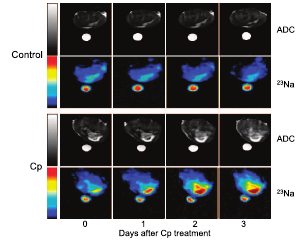 ADC
Control
²³Na
ADC
Cp
²³Na
0 1 2 3
Days after Cp treatment